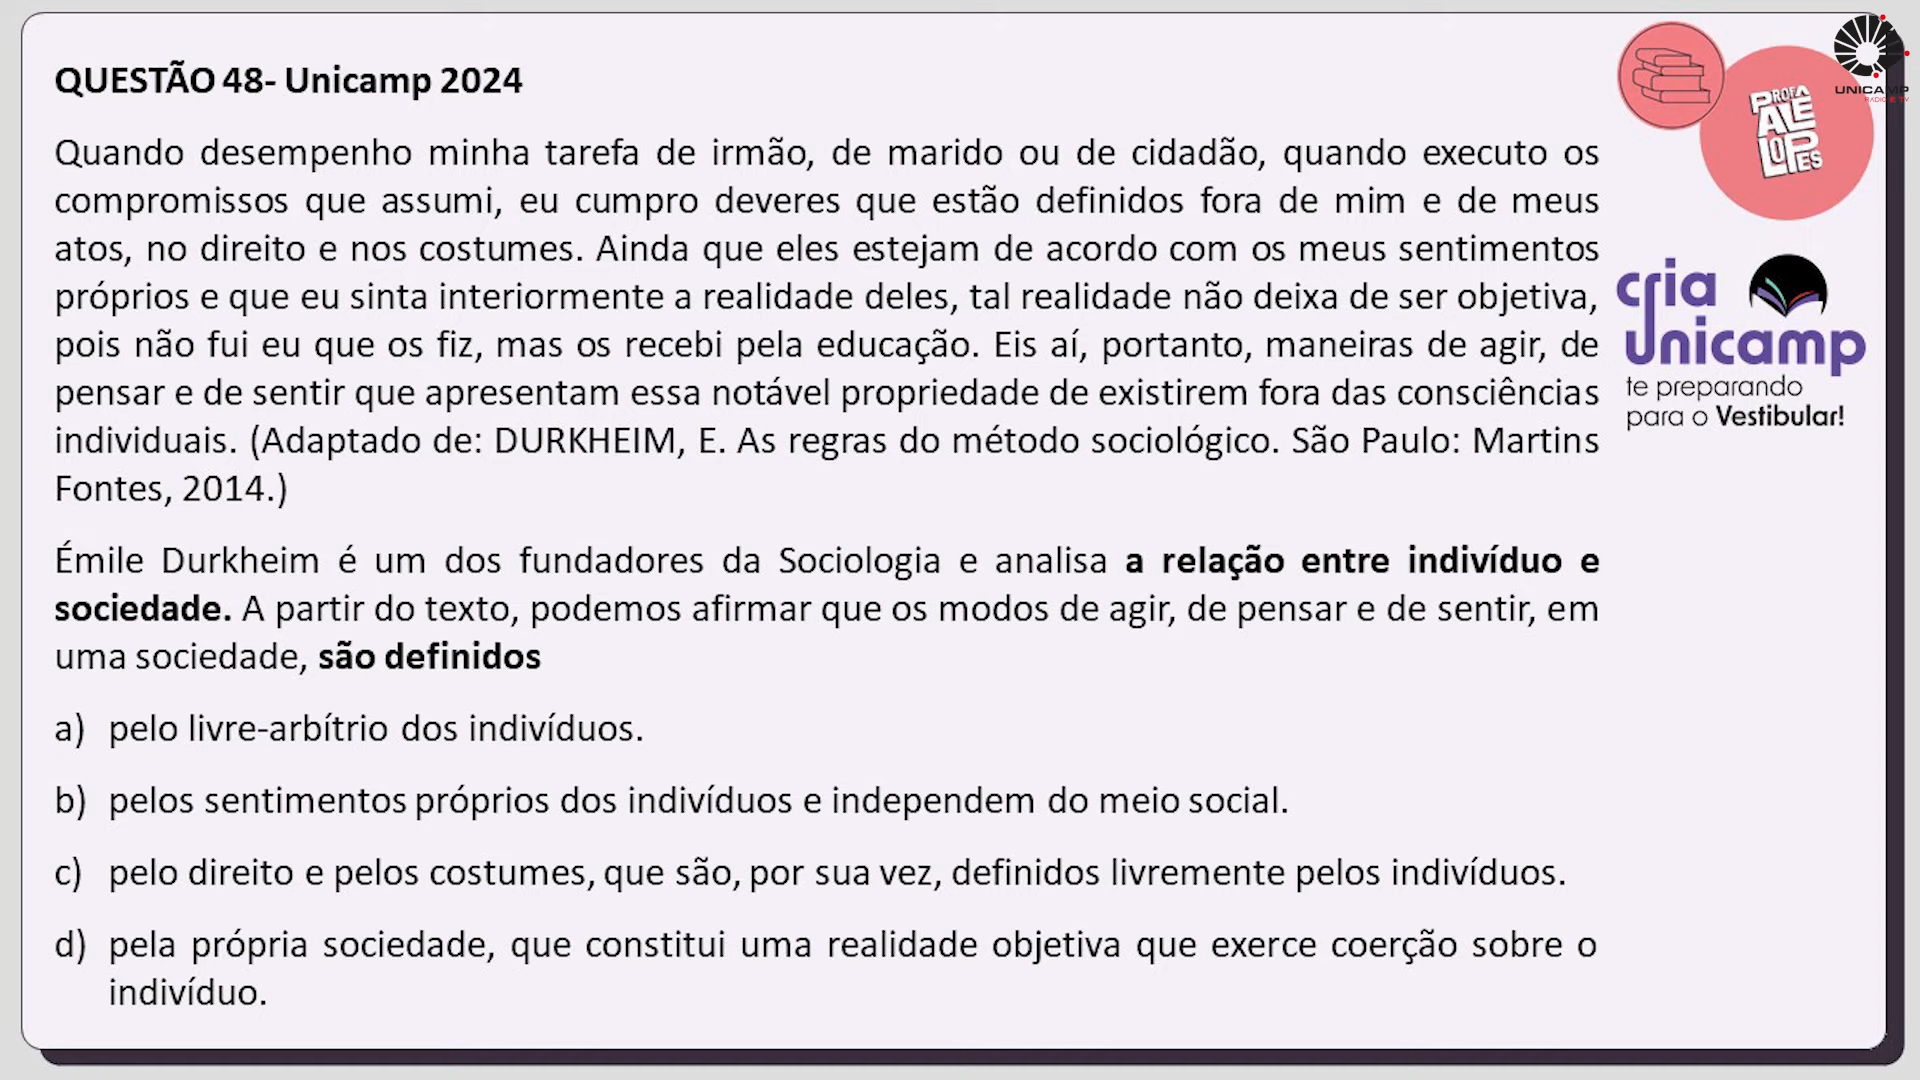 QUESTÃO 48- Unicamp 2024
Quando desempenho minha tarefa de irmão, de marido ou de cidadão, quando executo os
compromissos que assumi, eu cumpro deveres que estão definidos fora de mim e de meus
atos, no direito e nos costumes. Ainda que eles estejam de acordo com os meus sentimentos
próprios e que eu sinta interiormente a realidade deles, tal realidade não deixa de ser objetiva,
pois não fui eu que os fiz, mas os recebi pela educação. Eis aí, portanto, maneiras de agir, de
pensar e de sentir que apresentam essa notável propriedade de existirem fora das consciências
individuais. (Adaptado de: DURKHEIM, E. As regras do método sociológico. São Paulo: Martins
Fontes, 2014.)
Émile Durkheim é um dos fundadores da Sociologia e analisa a relação entre indivíduo e
sociedade. A partir do texto, podemos afirmar que os modos de agir, de pensar e de sentir, em
uma sociedade, são definidos
a) pelo livre-arbítrio dos indivíduos.
b) pelos sentimentos próprios dos indivíduos e independem do meio social.
c) pelo direito e pelos costumes, que são, por sua vez, definidos livremente pelos indivíduos.
d) pela própria sociedade, que constitui uma realidade objetiva que exerce coerção sobre o
indivíduo.
PROFA
ALÊ
LOPES
UNICAMP
RÁDIO E TV
cria
unicamp
te preparando
para o Vestibular!